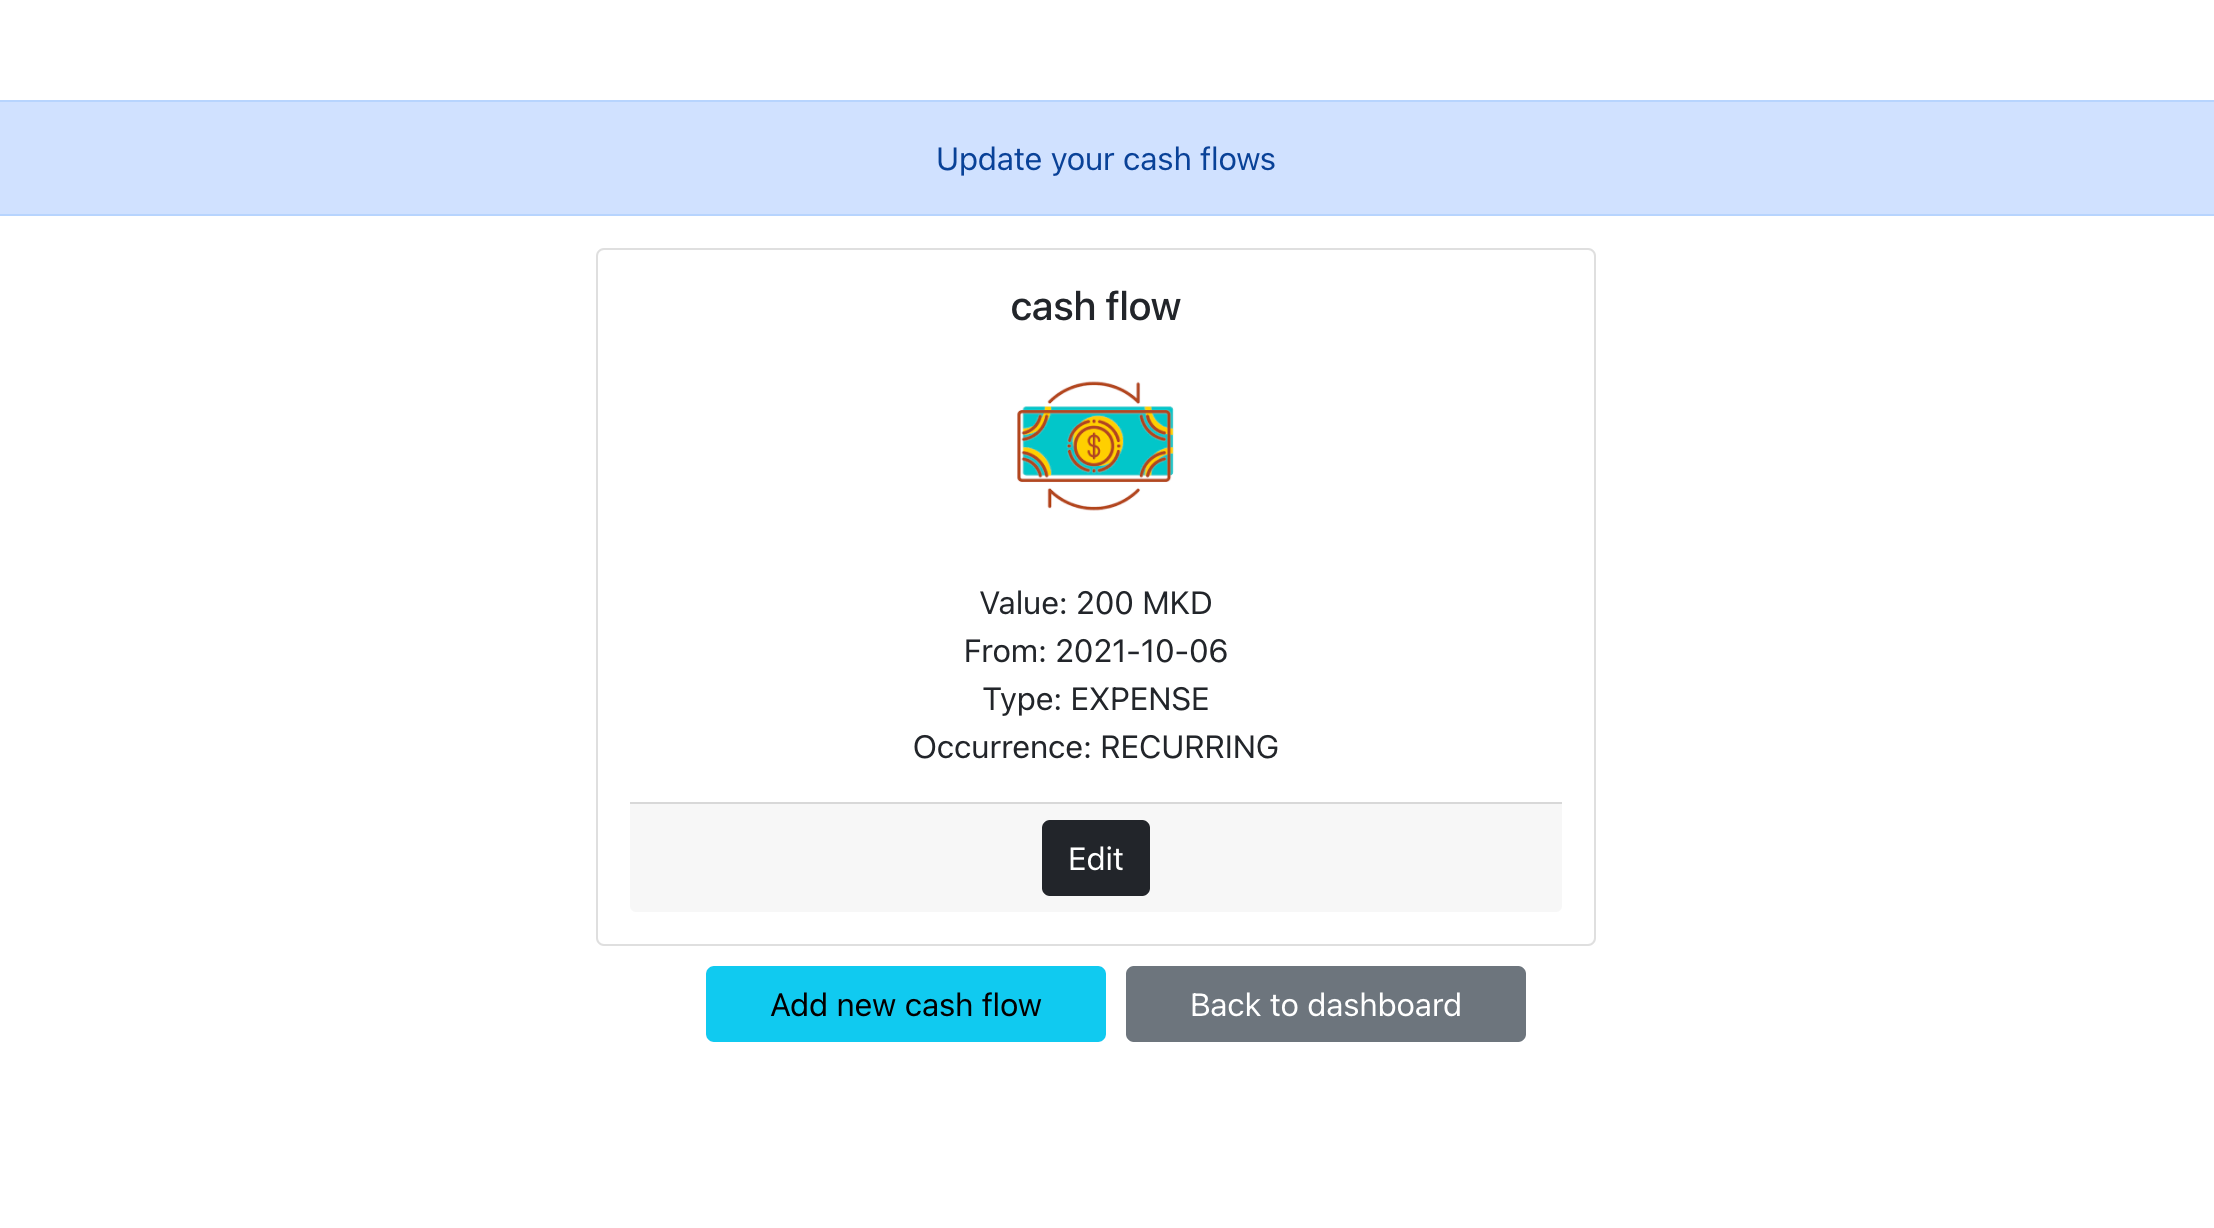 Update your cash flows
cash flow
$
Value: 200 MKD
From: 2021-10-06
Type: EXPENSE
Occurrence: RECURRING
Edit
Add new cash flow
Back to dashboard